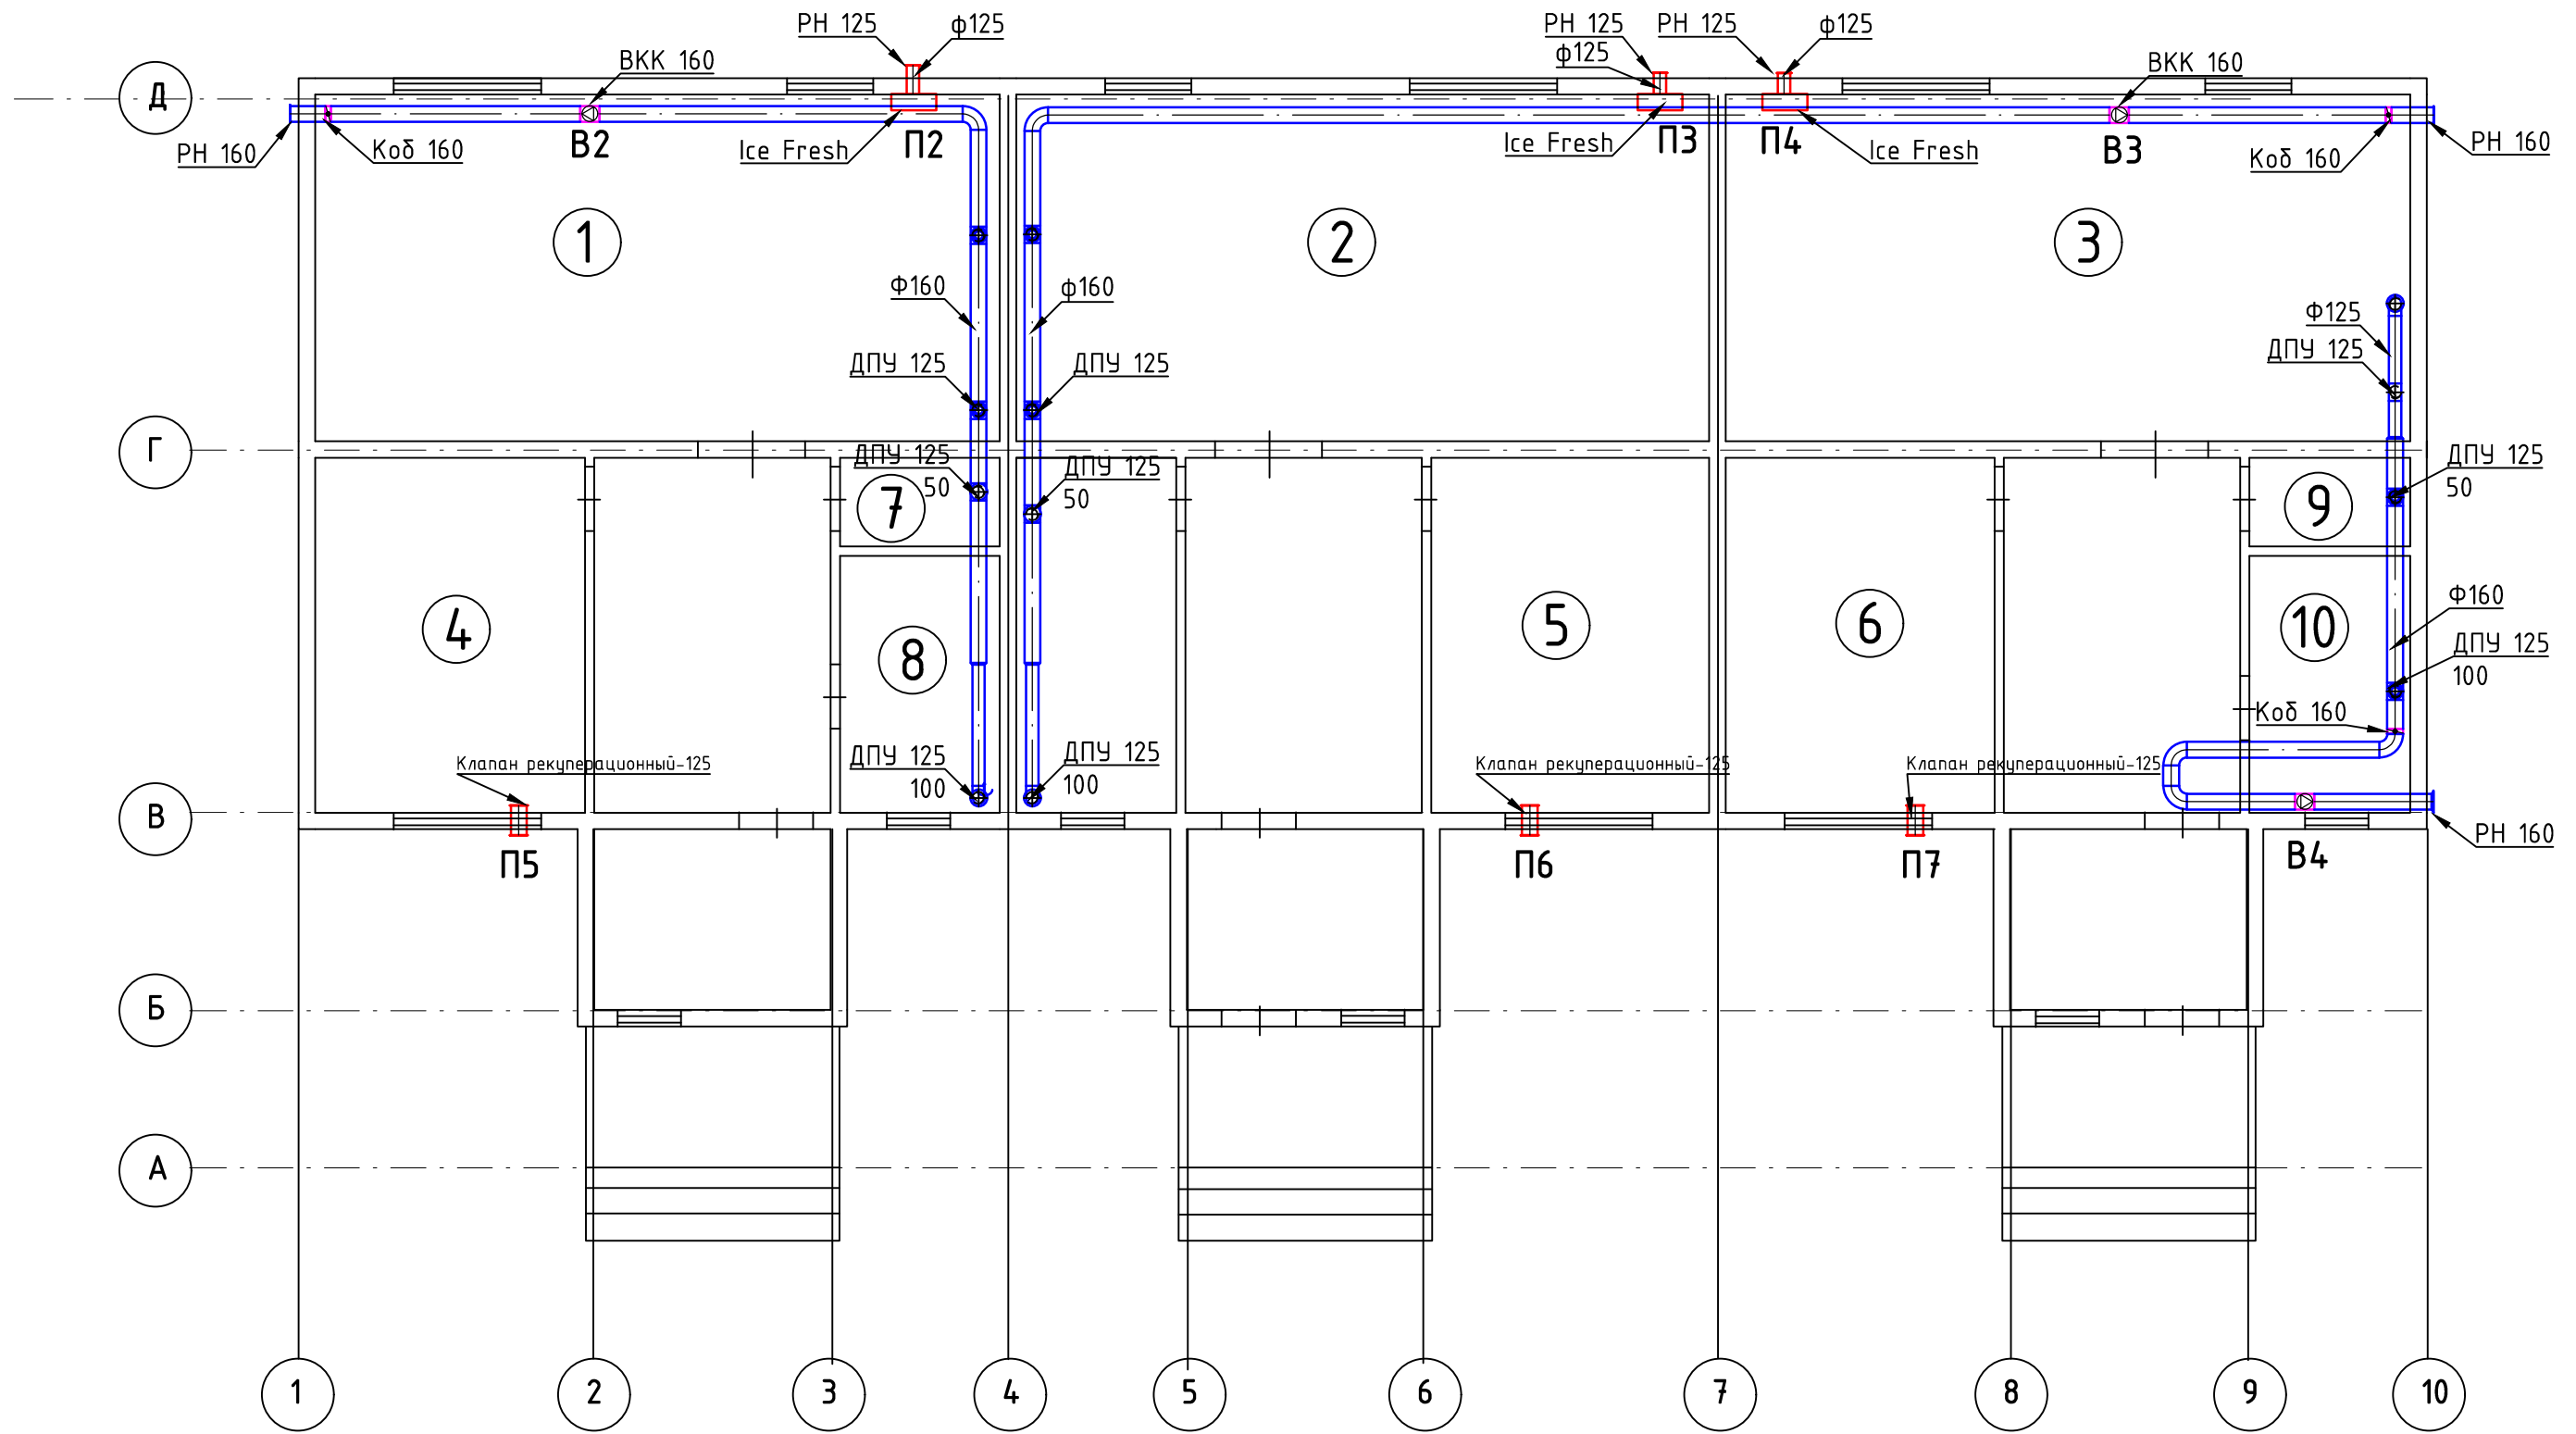 РН 125
ф125
РН 125
РН 125
ф125
ф125
ВКК 160
ВКК 160
Д
РН 160
Коб 160
В2
Ice Fresh
П2
Ice Fresh
П3
П4
Ice Fresh
В3
Коб 160
РН 160
1
2
3
Ф160
ф160
Ф125
ДПУ 125
ДПУ 125
ДПУ 125
Г
ДПУ 125
50
ДПУ 125
50
ДПУ 125
50
7
9
4
8
5
6
10
Ф160
ДПУ 125
100
Коб 160
Клапан рекуперационный-125
ДПУ 125
100
ДПУ 125
100
Клапан рекуперационный-125
Клапан рекуперационный-125
В
РН 160
П5
П6
П7
В4
Б
А
1
2
3
4
5
6
7
8
9
10